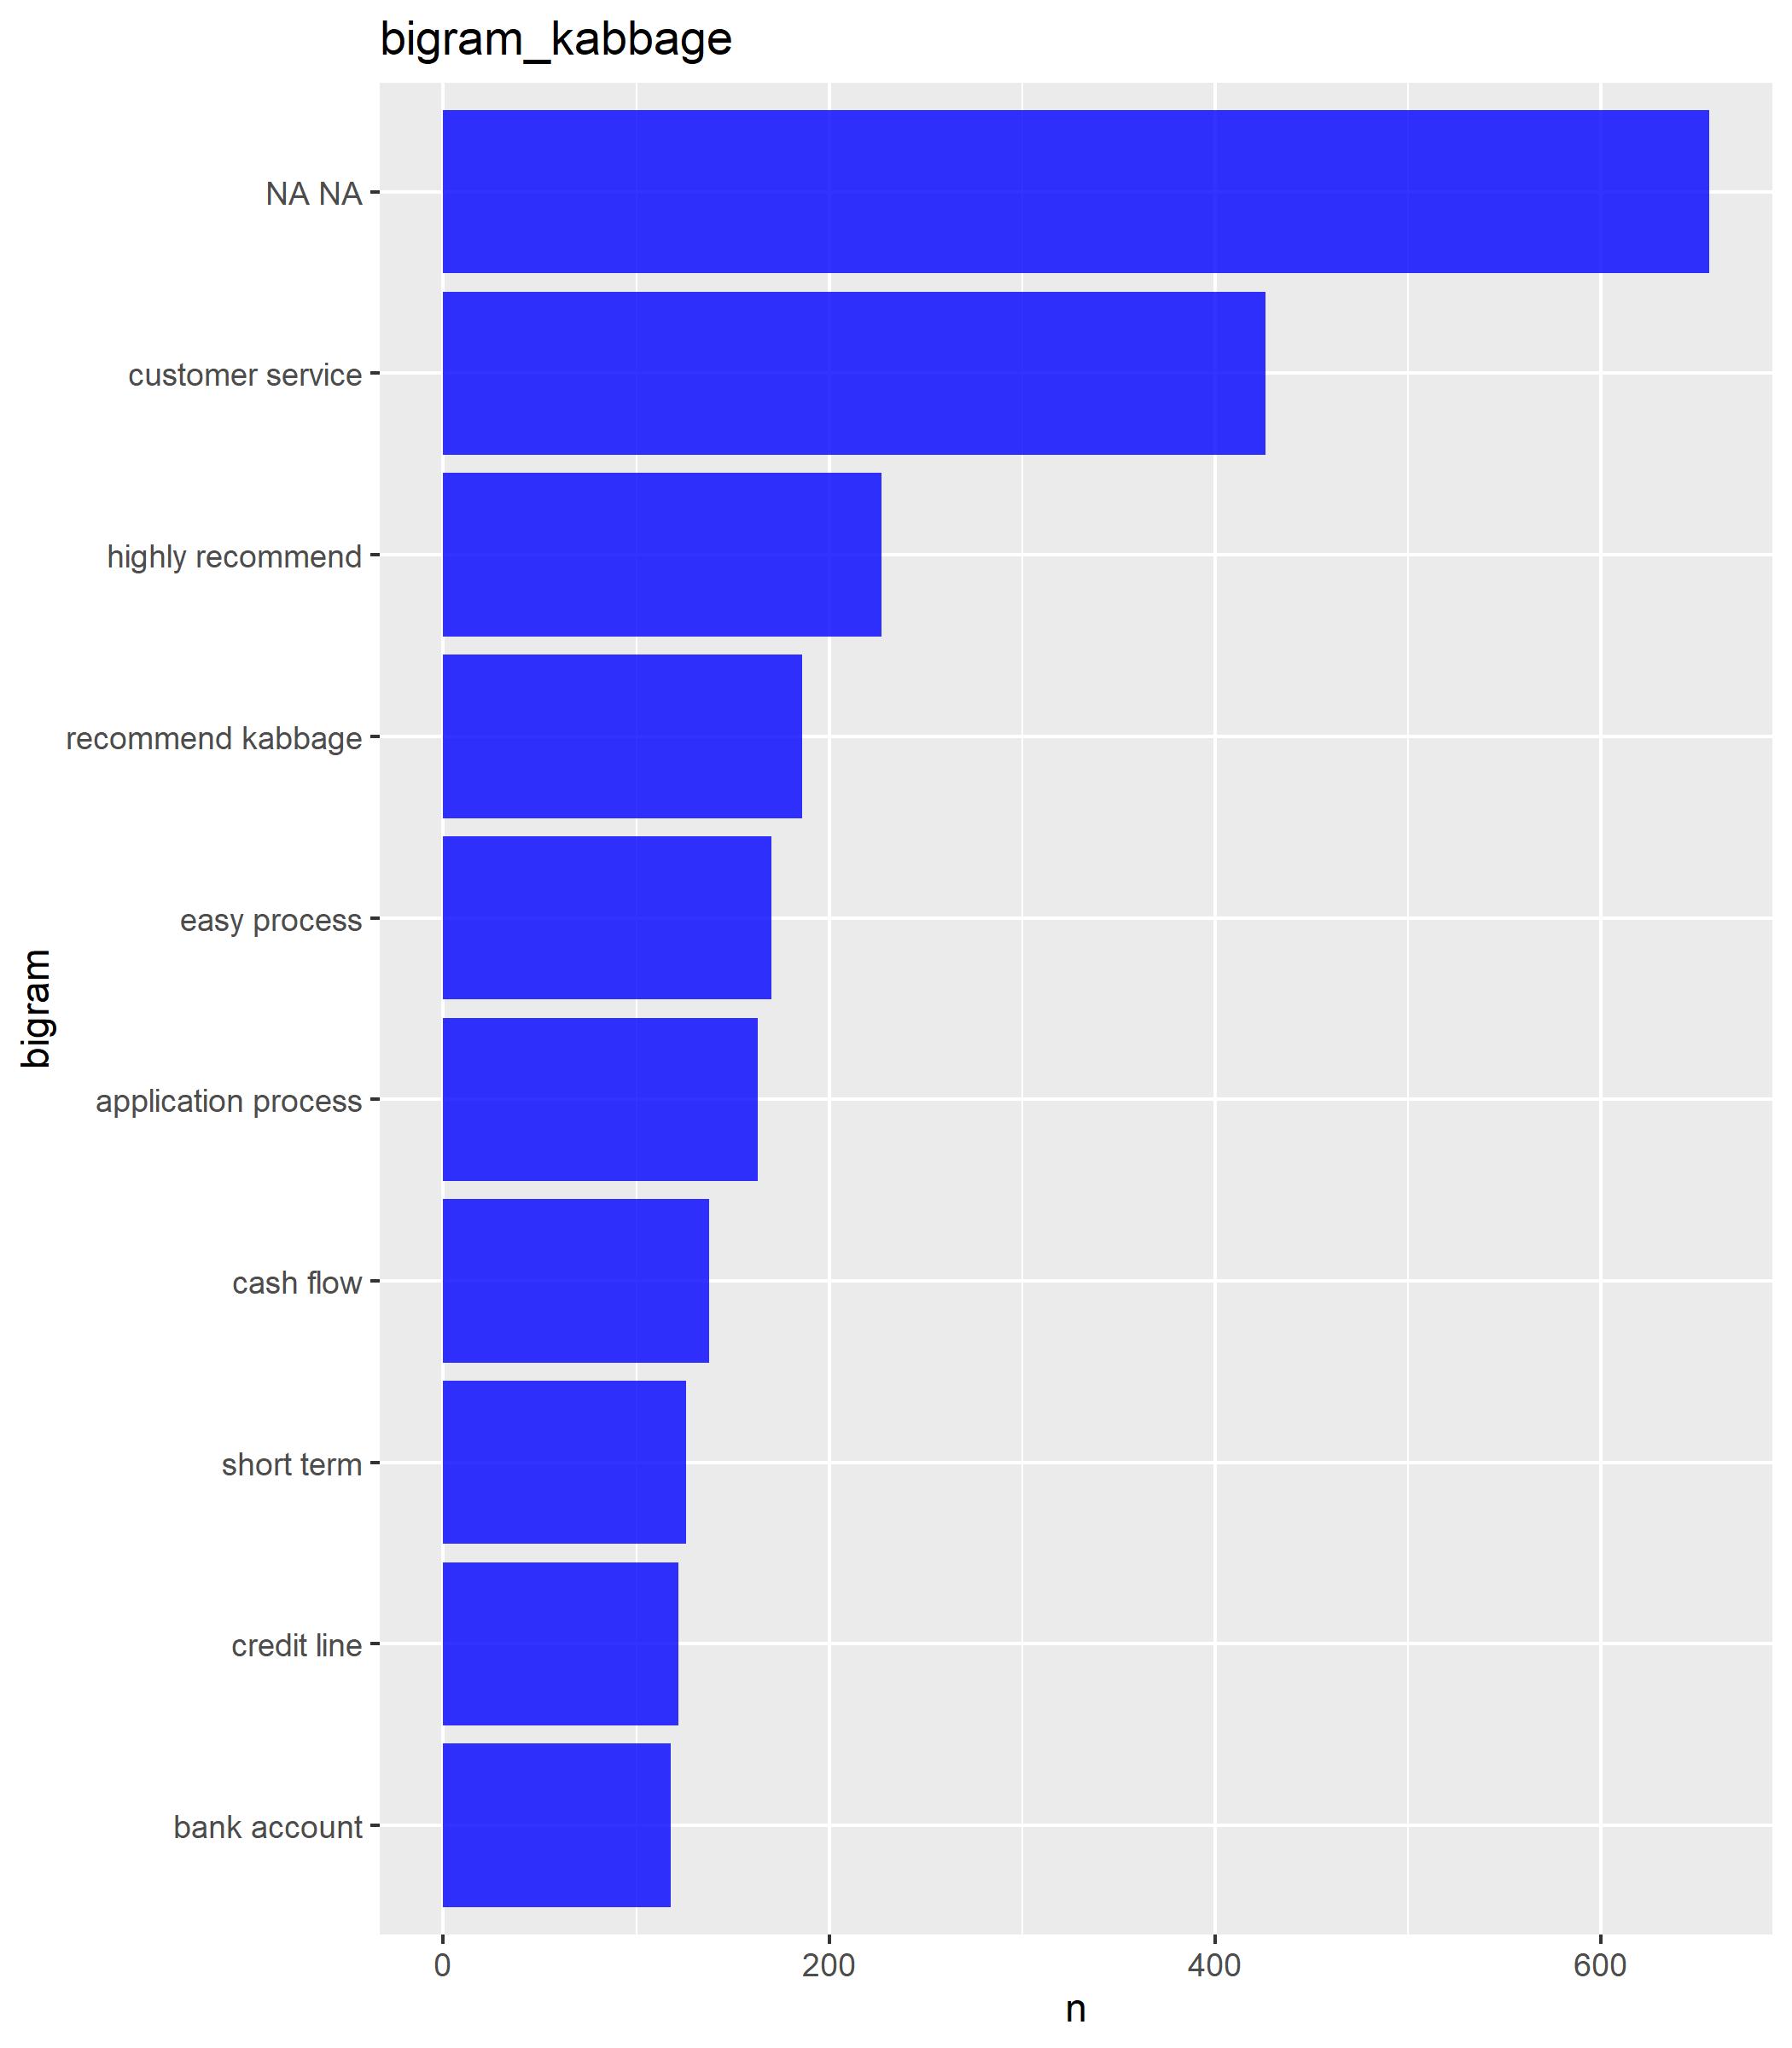 bigram_kabbage
NA NA
customer service
highly recommend
recommend kabbage
easy process
application process
cash flow
short term
credit line
bank account
bigram
0 200 400 600
n